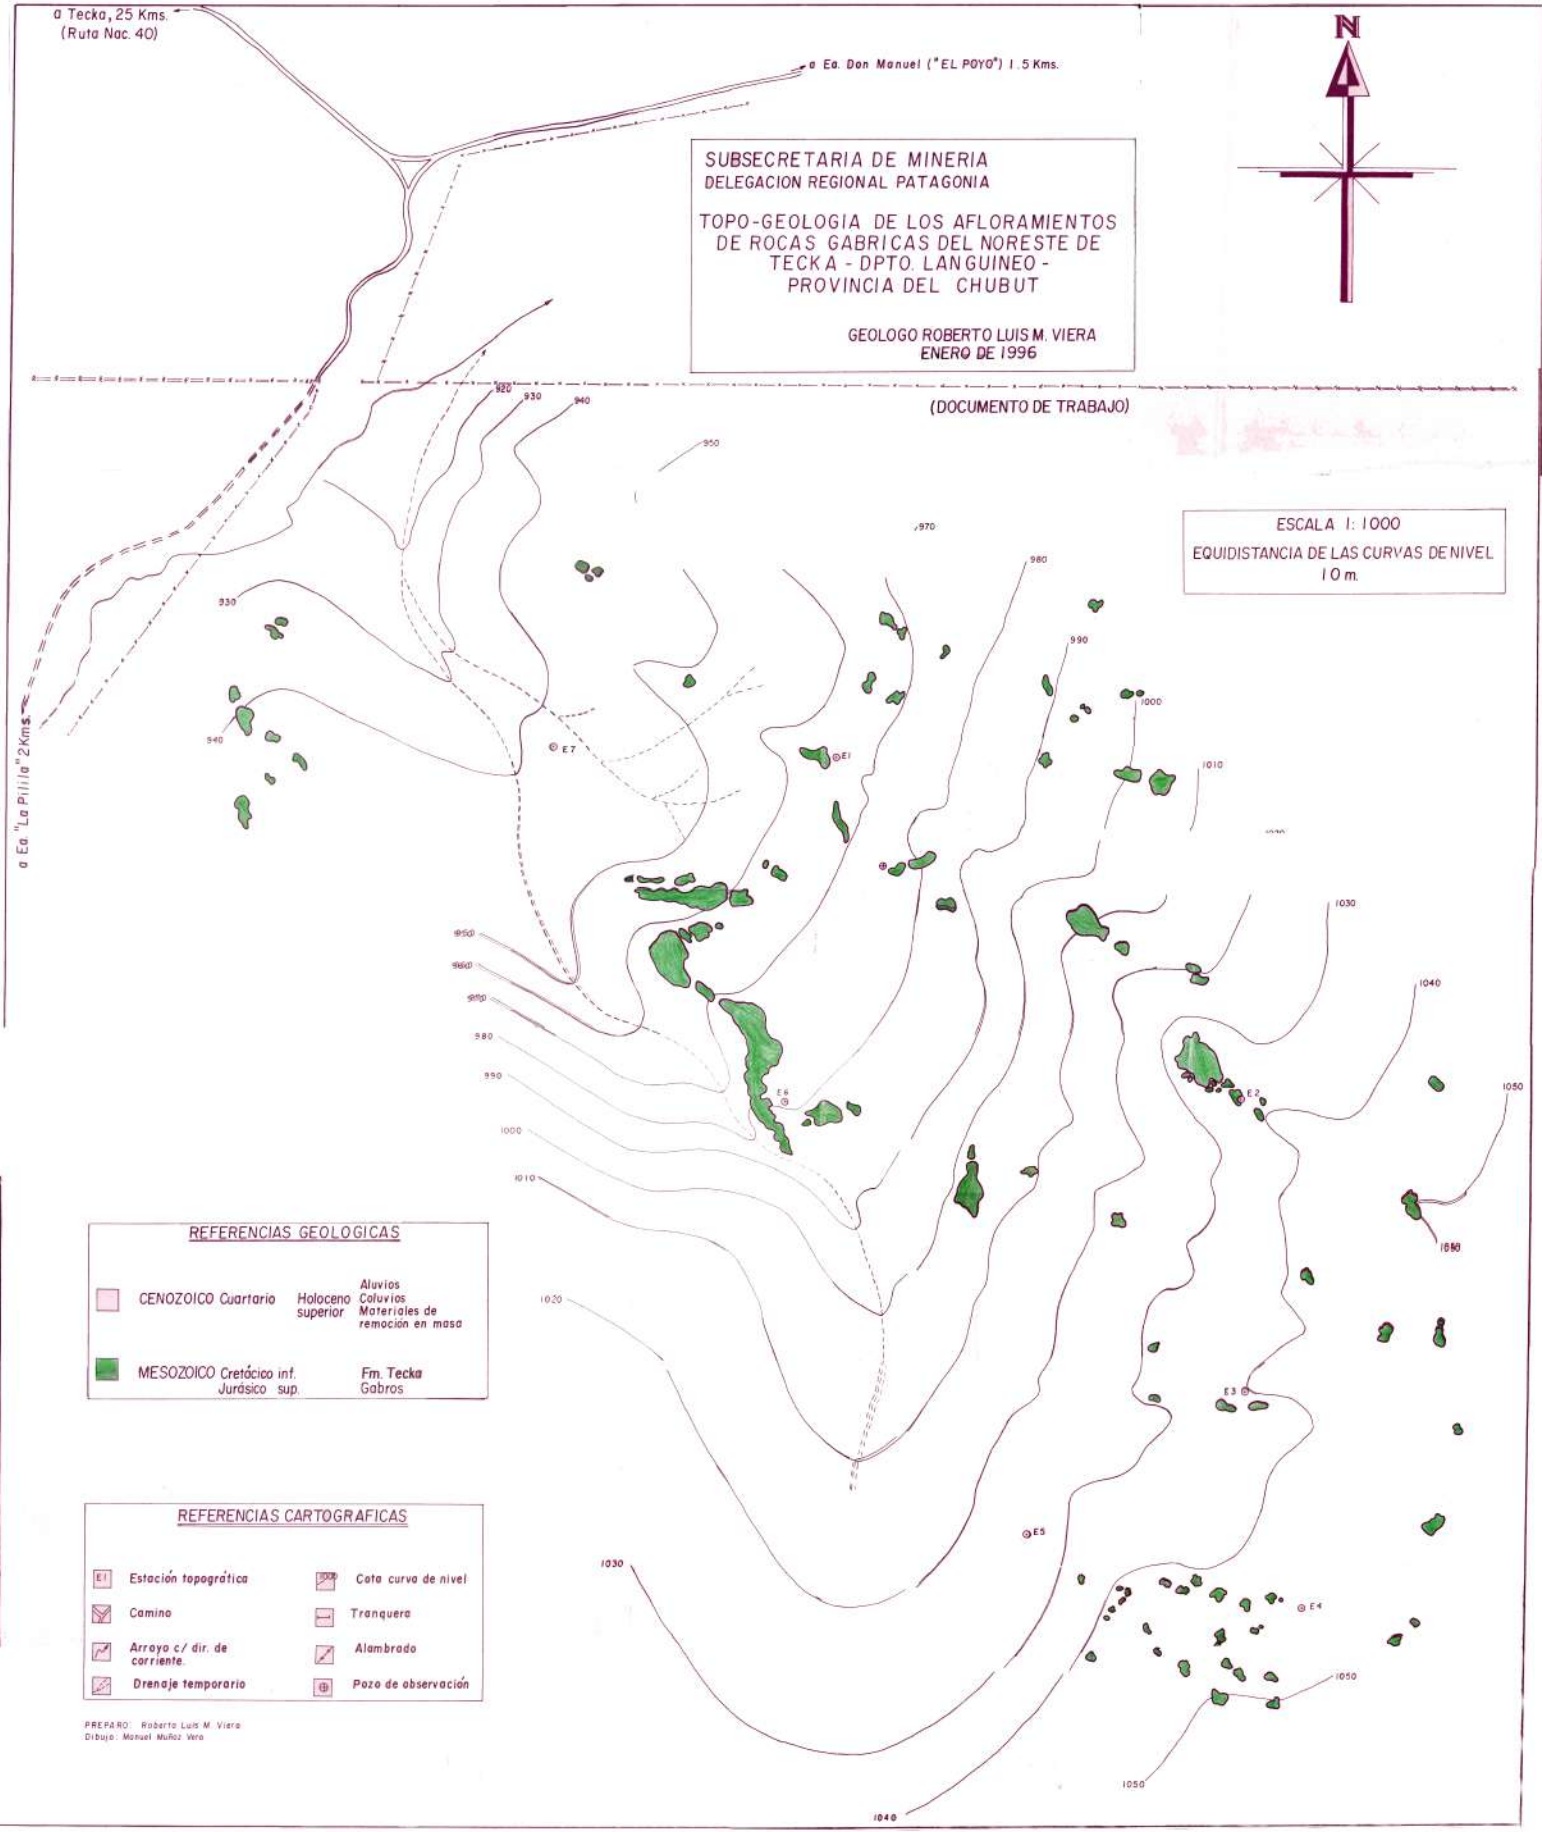 a Tecka, 25 Kms.
(Ruta Nac. 40)
a Ea. Don Manuel ("EL POYO") 1.5 Kms.
N
SUBSECRETARIA DE MINERIA
DELEGACION REGIONAL PATAGONIA
TOPO-GEOLOGIA DE LOS AFLORAMIENTOS
DE ROCAS GABRICAS DEL NORESTE DE
TECKA - DPTO. LANGUINEO -
PROVINCIA DEL CHUBUT
GEOLOGO ROBERTO LUIS M. VIERA
ENERO DE 1996
(DOCUMENTO DE TRABAJO)
ESCALA 1:1000
EQUIDISTANCIA DE LAS CURVAS DE NIVEL
10 m.
920
930
940
950
970
980
930
990
1000
940
E7
E1
1010
a Ea. "La Pilila" 2Kms.
1030
950
960
1040
980
990
E6
E2
1050
1000
1010
1020
E3
E5
1030
E4
1050
1050
1040
REFERENCIAS GEOLOGICAS
CENOZOICO Cuartario Holoceno superior
Aluvios
Coluvios
Materiales de
remoción en masa
MESOZOICO Cretácico inf. Fm. Tecka
Jurásico sup. Gabros
REFERENCIAS CARTOGRAFICAS
E1 Estación topográfica
1000 Cota curva de nivel
Camino
Tranquera
Arroyo c/ dir. de
corriente.
Alambrado
Drenaje temporario
Pozo de observación
PREPARO: Roberto Luis M. Viera
Dibujo: Manuel Muñoz Vera